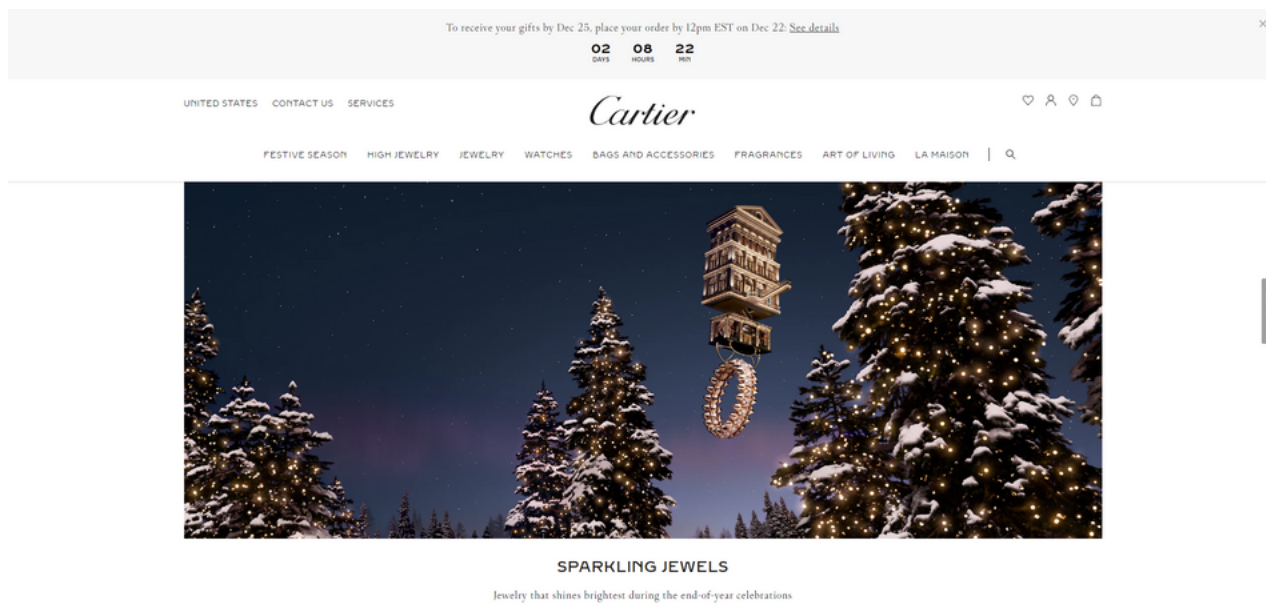 To receive your gifts by Dec 25, place your order by 12pm EST on Dec 22: See details
02 08 22
DAYS HOURS MIN
UNITED STATES CONTACT US SERVICES
Cartier
FESTIVE SEASON HIGH JEWELRY JEWELRY WATCHES BAGS AND ACCESSORIES FRAGRANCES ART OF LIVING LA MAISON
SPARKLING JEWELS
Jewelry that shines brightest during the end-of-year celebrations